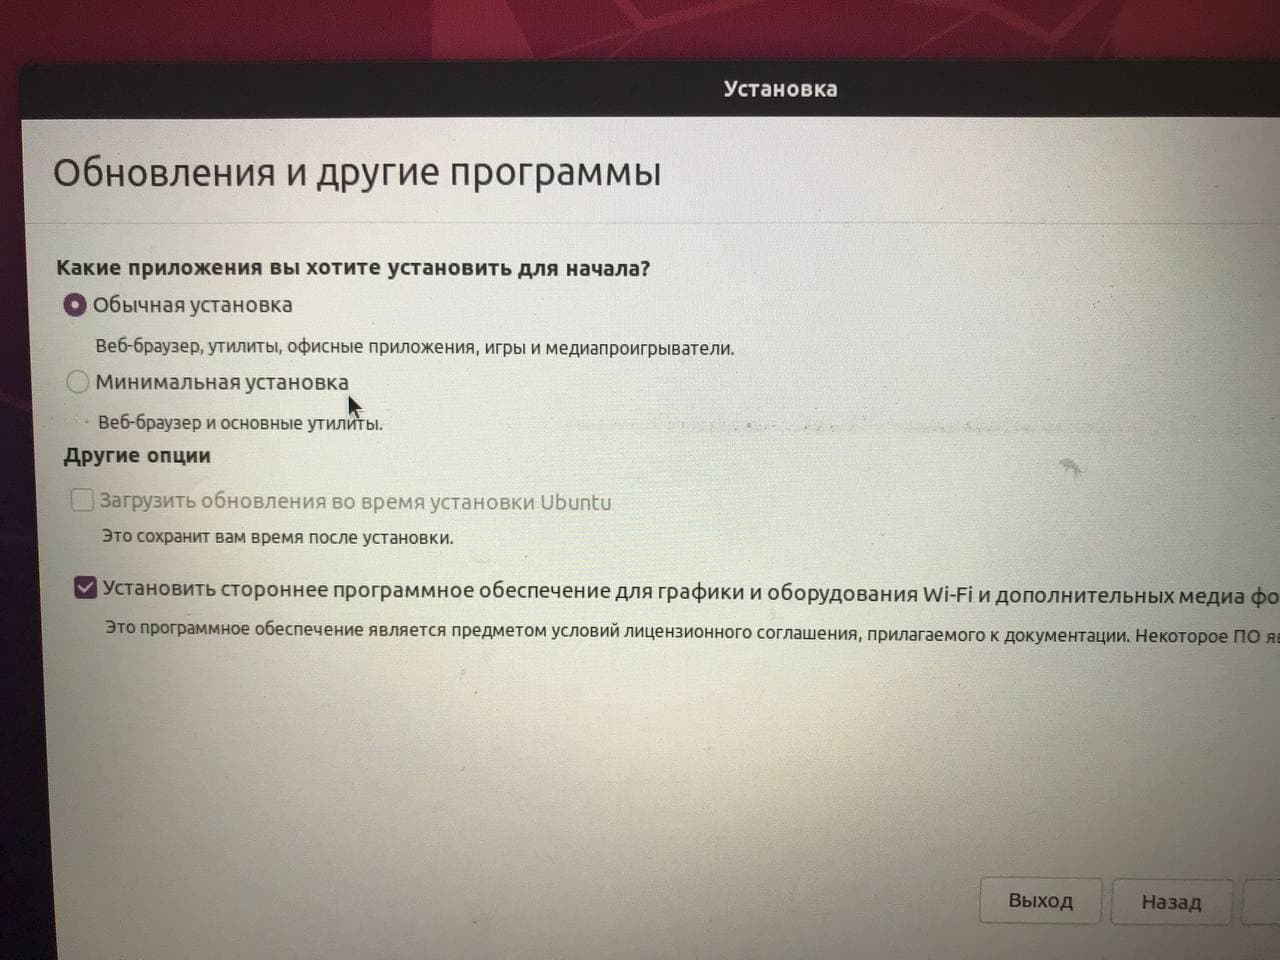 Установка
Обновления и другие программы
Какие приложения вы хотите установить для начала?
Обычная установка
Веб-браузер, утилиты, офисные приложения, игры и медиапроигрыватели.
Минимальная установка
Веб-браузер и основные утилиты.
Другие опции
Загрузить обновления во время установки Ubuntu
Это сохранит вам время после установки.
Установить стороннее программное обеспечение для графики и оборудования Wi-Fi и дополнительных медиа фо
Это программное обеспечение является предметом условий лицензионного соглашения, прилагаемого к документации. Некоторое ПО яв
Выход
Назад